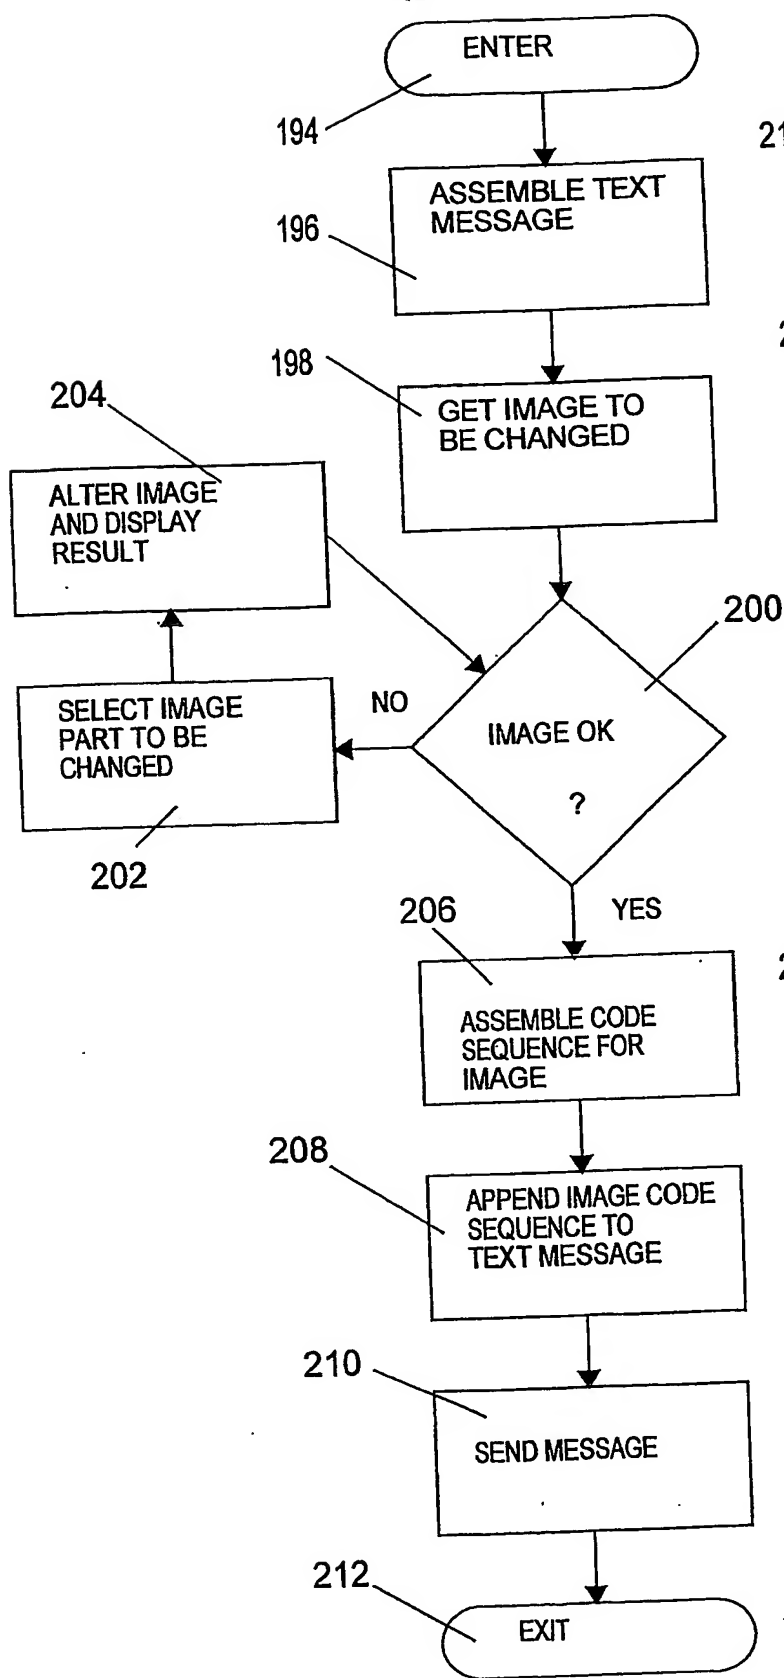 ENTER
194
ASSEMBLE TEXT
MESSAGE
196
198
GET IMAGE TO
BE CHANGED
204
ALTER IMAGE
AND DISPLAY
RESULT
200
IMAGE OK
?
NO
SELECT IMAGE
PART TO BE
CHANGED
202
YES
206
ASSEMBLE CODE
SEQUENCE FOR
IMAGE
208
APPEND IMAGE CODE
SEQUENCE TO
TEXT MESSAGE
210
SEND MESSAGE
212
EXIT